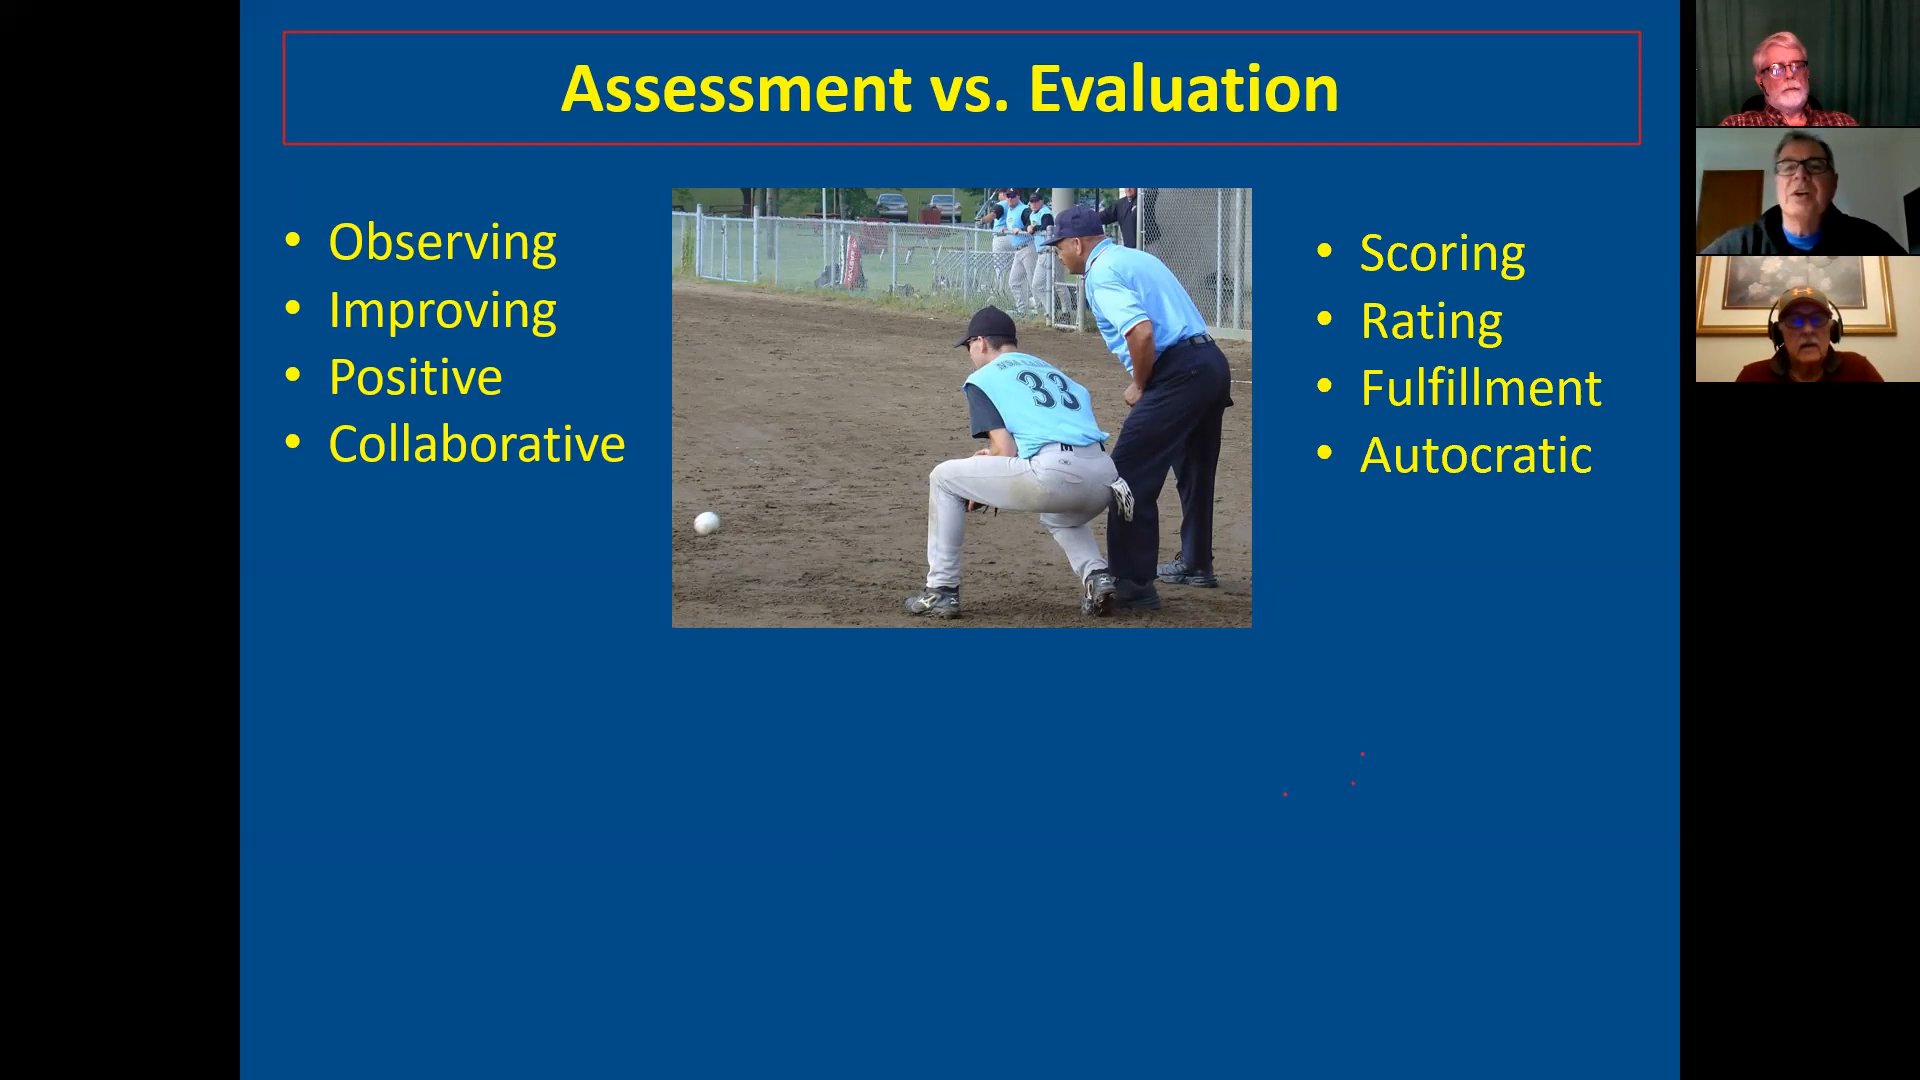 Assessment vs. Evaluation
• Observing
• Improving
• Positive
• Collaborative
33
• Scoring
• Rating
• Fulfillment
• Autocratic